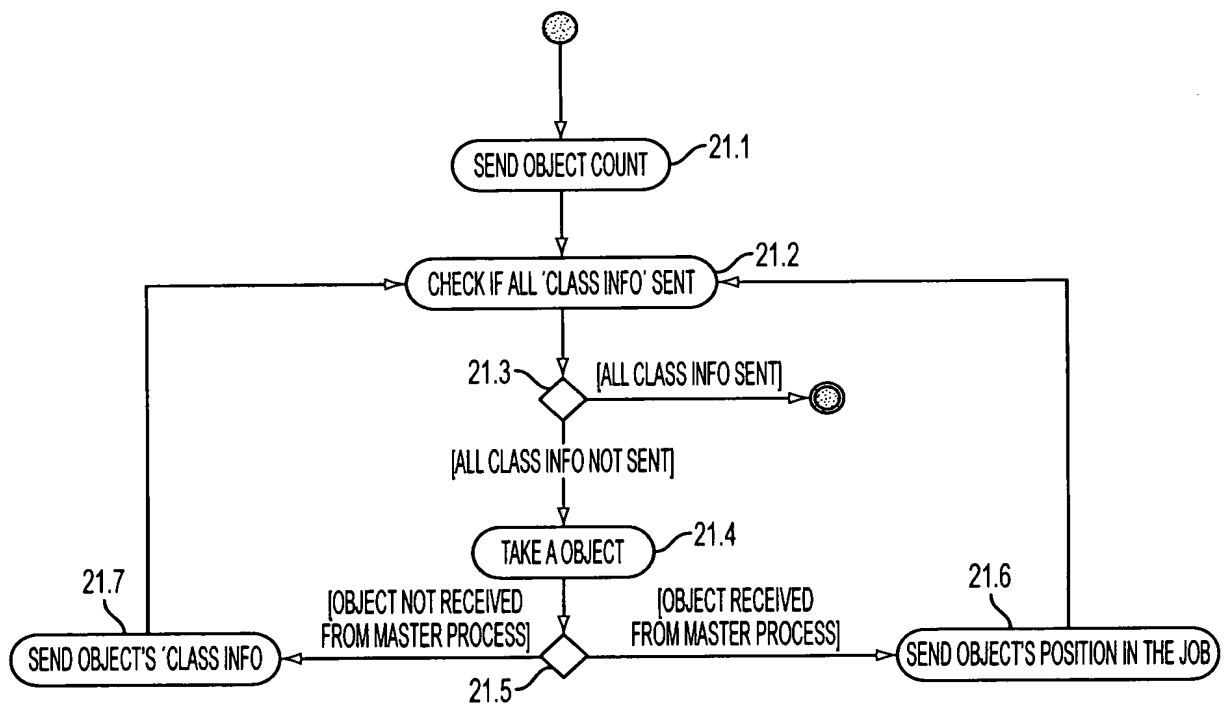 SEND OBJECT COUNT
21.1
CHECK IF ALL 'CLASS INFO' SENT
21.2
21.3
[ALL CLASS INFO SENT]
[ALL CLASS INFO NOT SENT]
TAKE A OBJECT
21.4
21.7
[OBJECT NOT RECEIVED
FROM MASTER PROCESS]
[OBJECT RECEIVED
FROM MASTER PROCESS]
21.6
SEND OBJECT'S 'CLASS INFO
21.5
SEND OBJECT'S POSITION IN THE JOB